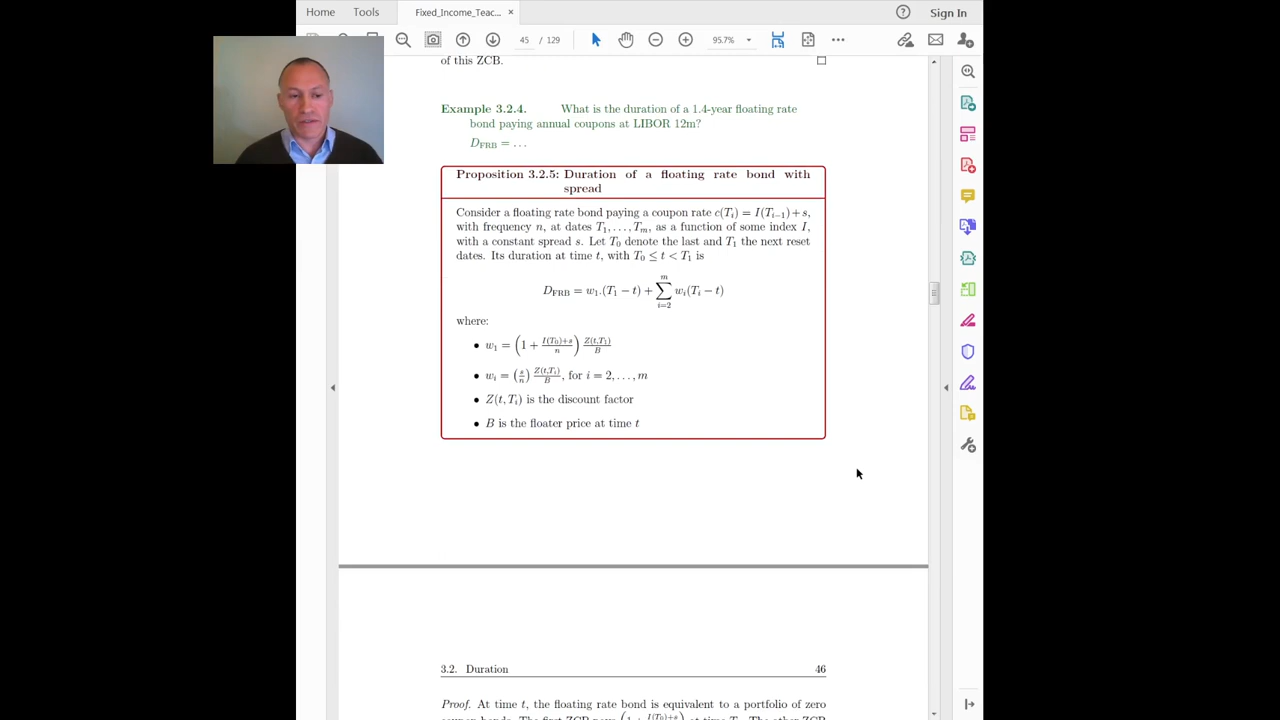 Home Tools Fixed_Income_Teac... × Sign In
45 / 129 95.7%
of this ZCB. □
Example 3.2.4. What is the duration of a 1.4-year floating rate
bond paying annual coupons at LIBOR 12m?
D_FRB = …
Proposition 3.2.5: Duration of a floating rate bond with
spread
Consider a floating rate bond paying a coupon rate c(T_i) = I(T_{i−1}) + s,
with frequency n, at dates T_1, …, T_m, as a function of some index I,
with a constant spread s. Let T_0 denote the last and T_1 the next reset
dates. Its duration at time t, with T_0 ≤ t < T_1 is
D_FRB = w_1.(T_1 − t) + ∑_{i=2}^{m} w_i(T_i − t)
where:
• w_1 = (1 + (I(T_0)+s)/n) Z(t,T_1)/B
• w_i = (s/n) Z(t,T_i)/B, for i = 2, …, m
• Z(t, T_i) is the discount factor
• B is the floater price at time t
3.2. Duration 46
Proof. At time t, the floating rate bond is equivalent to a portfolio of zero